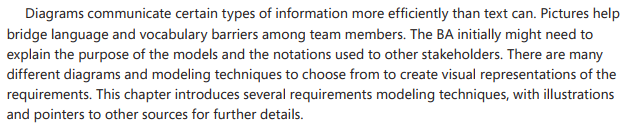 Diagrams communicate certain types of information more efficiently than text can. Pictures help
bridge language and vocabulary barriers among team members. The BA initially might need to
explain the purpose of the models and the notations used to other stakeholders. There are many
different diagrams and modeling techniques to choose from to create visual representations of the
requirements. This chapter introduces several requirements modeling techniques, with illustrations
and pointers to other sources for further details.